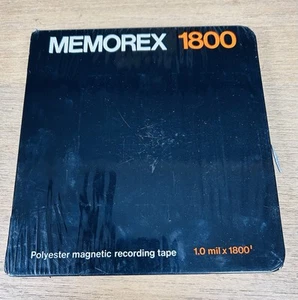 MEMOREX 1800
Polyester magnetic recording tape 1.0 mil x 1800'